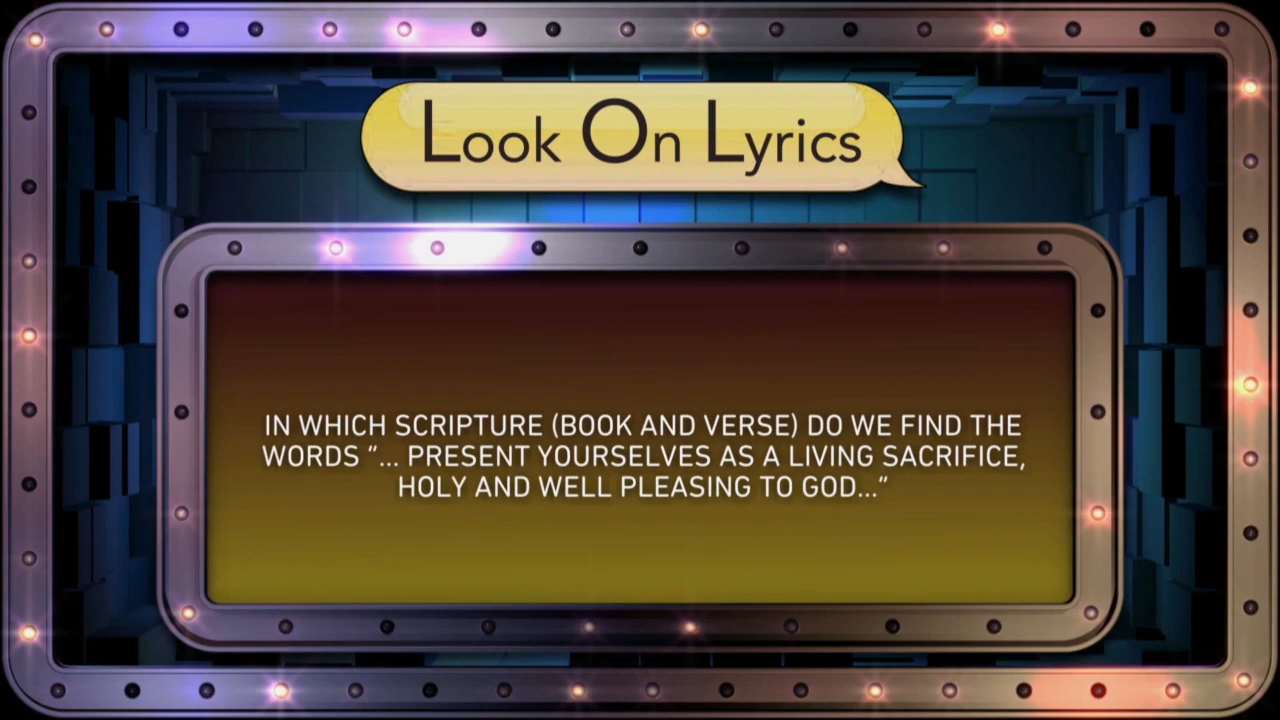 Look On Lyrics
IN WHICH SCRIPTURE (BOOK AND VERSE) DO WE FIND THE
WORDS "... PRESENT YOURSELVES AS A LIVING SACRIFICE,
HOLY AND WELL PLEASING TO GOD..."